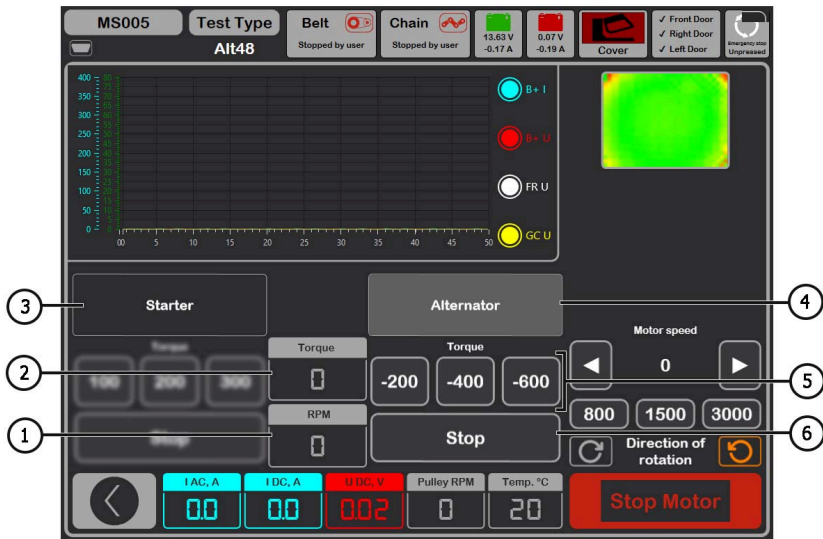 MS005
Test Type
Alt48
Belt
Stopped by user
Chain
Stopped by user
13.63 V
-0.17 A
0.07 V
-0.19 A
Cover
✓ Front Door
✓ Right Door
✓ Left Door
Emergency stop
Unpressed
400
350
300
250
200
150
100
50
0
B+ I
B+ U
FR U
GC U
00 5 10 15 20 25 30 35 40 45 50
3
Starter
Alternator
4
Torque
100 200 300
Stop
2
Torque
0
1
RPM
0
Torque
-200 -400 -600
5
Stop
6
Motor speed
0
800 1500 3000
Direction of
rotation
I AC, A
0.0
I DC, A
0.0
U DC, V
0.02
Pulley RPM
0
Temp. °C
20
Stop Motor